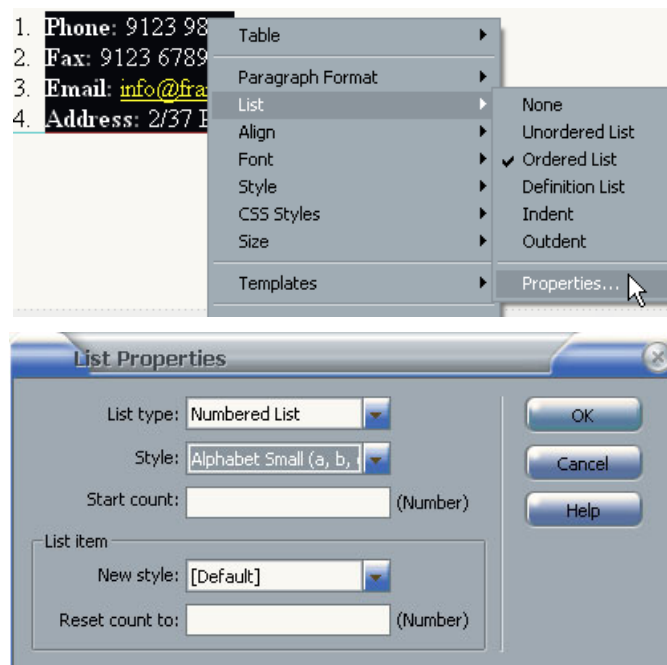 1. Phone: 9123 98
2. Fax: 9123 6789
3. Email: info@fra
4. Address: 2/37
Table
Paragraph Format
List
Align
Font
Style
CSS Styles
Size
Templates
None
Unordered List
Ordered List
Definition List
Indent
Outdent
Properties...
List Properties
List type: Numbered List
Style: Alphabet Small (a, b,
Start count: (Number)
List item
New style: [Default]
Reset count to: (Number)
OK
Cancel
Help